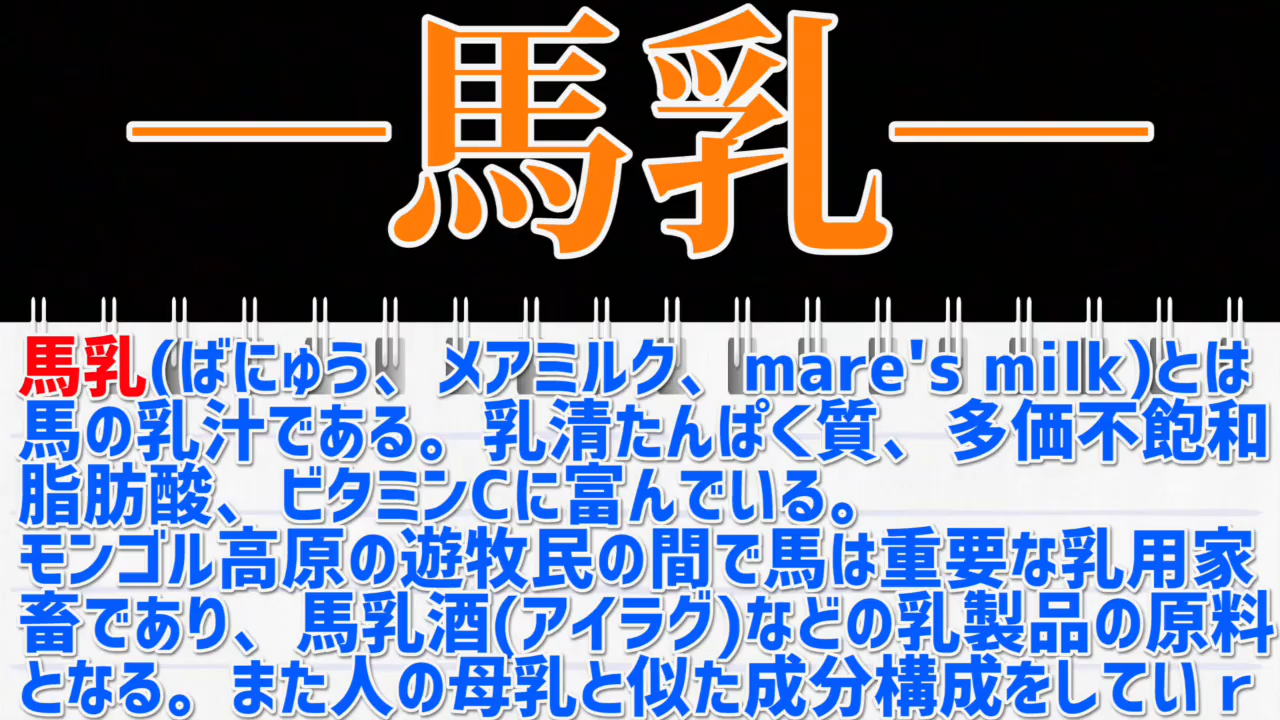 ―馬乳―
馬乳(ばにゅう、メアミルク、mare's milk)とは
馬の乳汁である。乳清たんぱく質、多価不飽和
脂肪酸、ビタミンCに富んでいる。
モンゴル高原の遊牧民の間で馬は重要な乳用家
畜であり、馬乳酒(アイラグ)などの乳製品の原料
となる。また人の母乳と似た成分構成をしていｒ